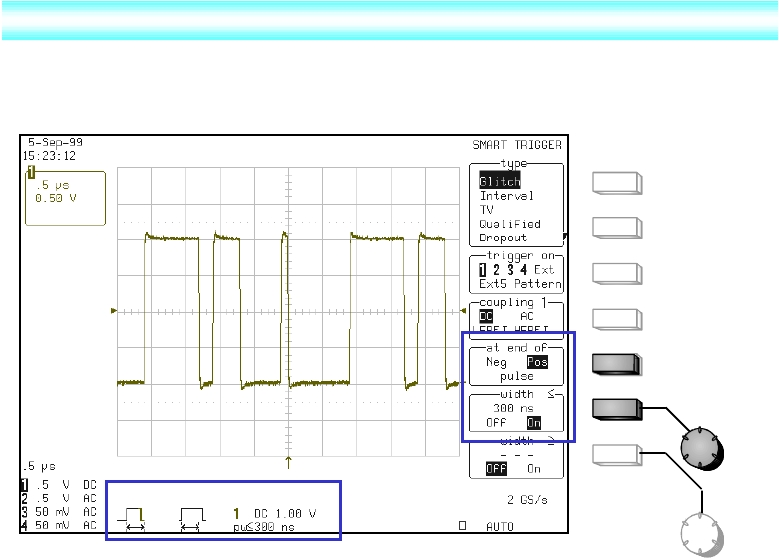 5-Sep-99
15:23:12
1
.5 µs
0.50 V
SMART TRIGGER
type
Glitch
Interval
TV
Qualified
Dropout
trigger on
1 2 3 4 Ext
Ext5 Pattern
coupling 1
DC AC
at end of
Neg Pos
pulse
width ≤
300 ns
Off On
width ≥
- - -
Off On
2 GS/s
AUTO
.5 µs
1 .5 V DC
2 .5 V AC
3 50 mV AC
4 50 mV AC
1 DC 1.00 V
pu≤300 ns